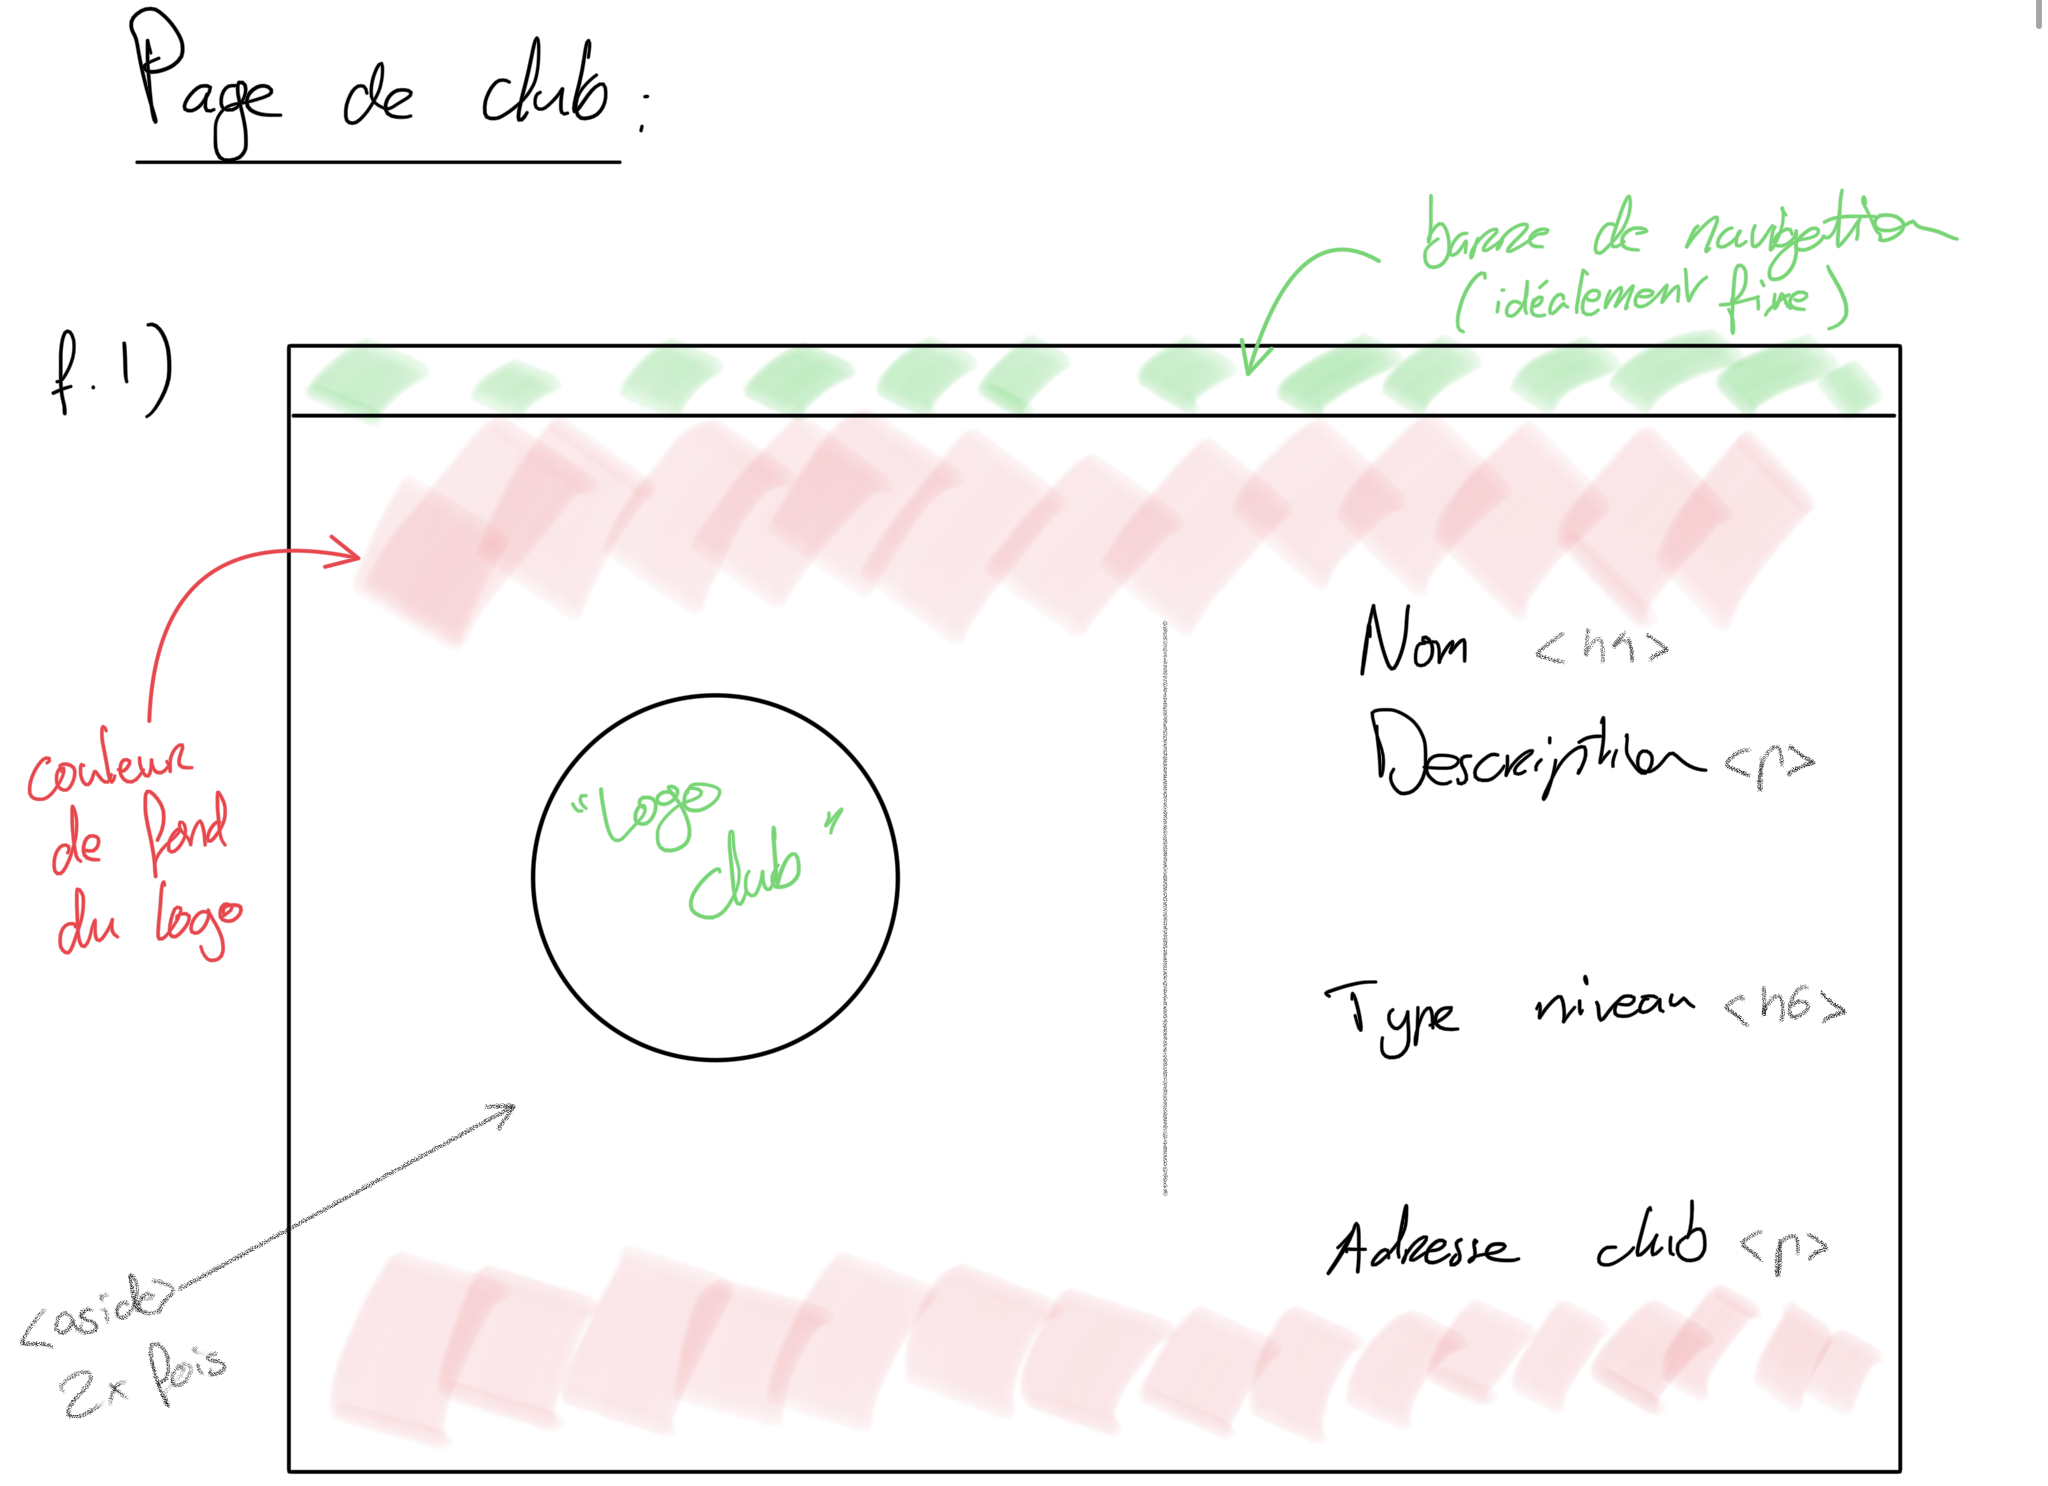 Page de club :
barre de navigation
(idéalement fixe)
f. 1)
Nom <h1>
Description <p>
couleur
de fond
du logo
"Logo
club"
Type niveau <h6>
Adresse club <p>
<aside>
2x fois